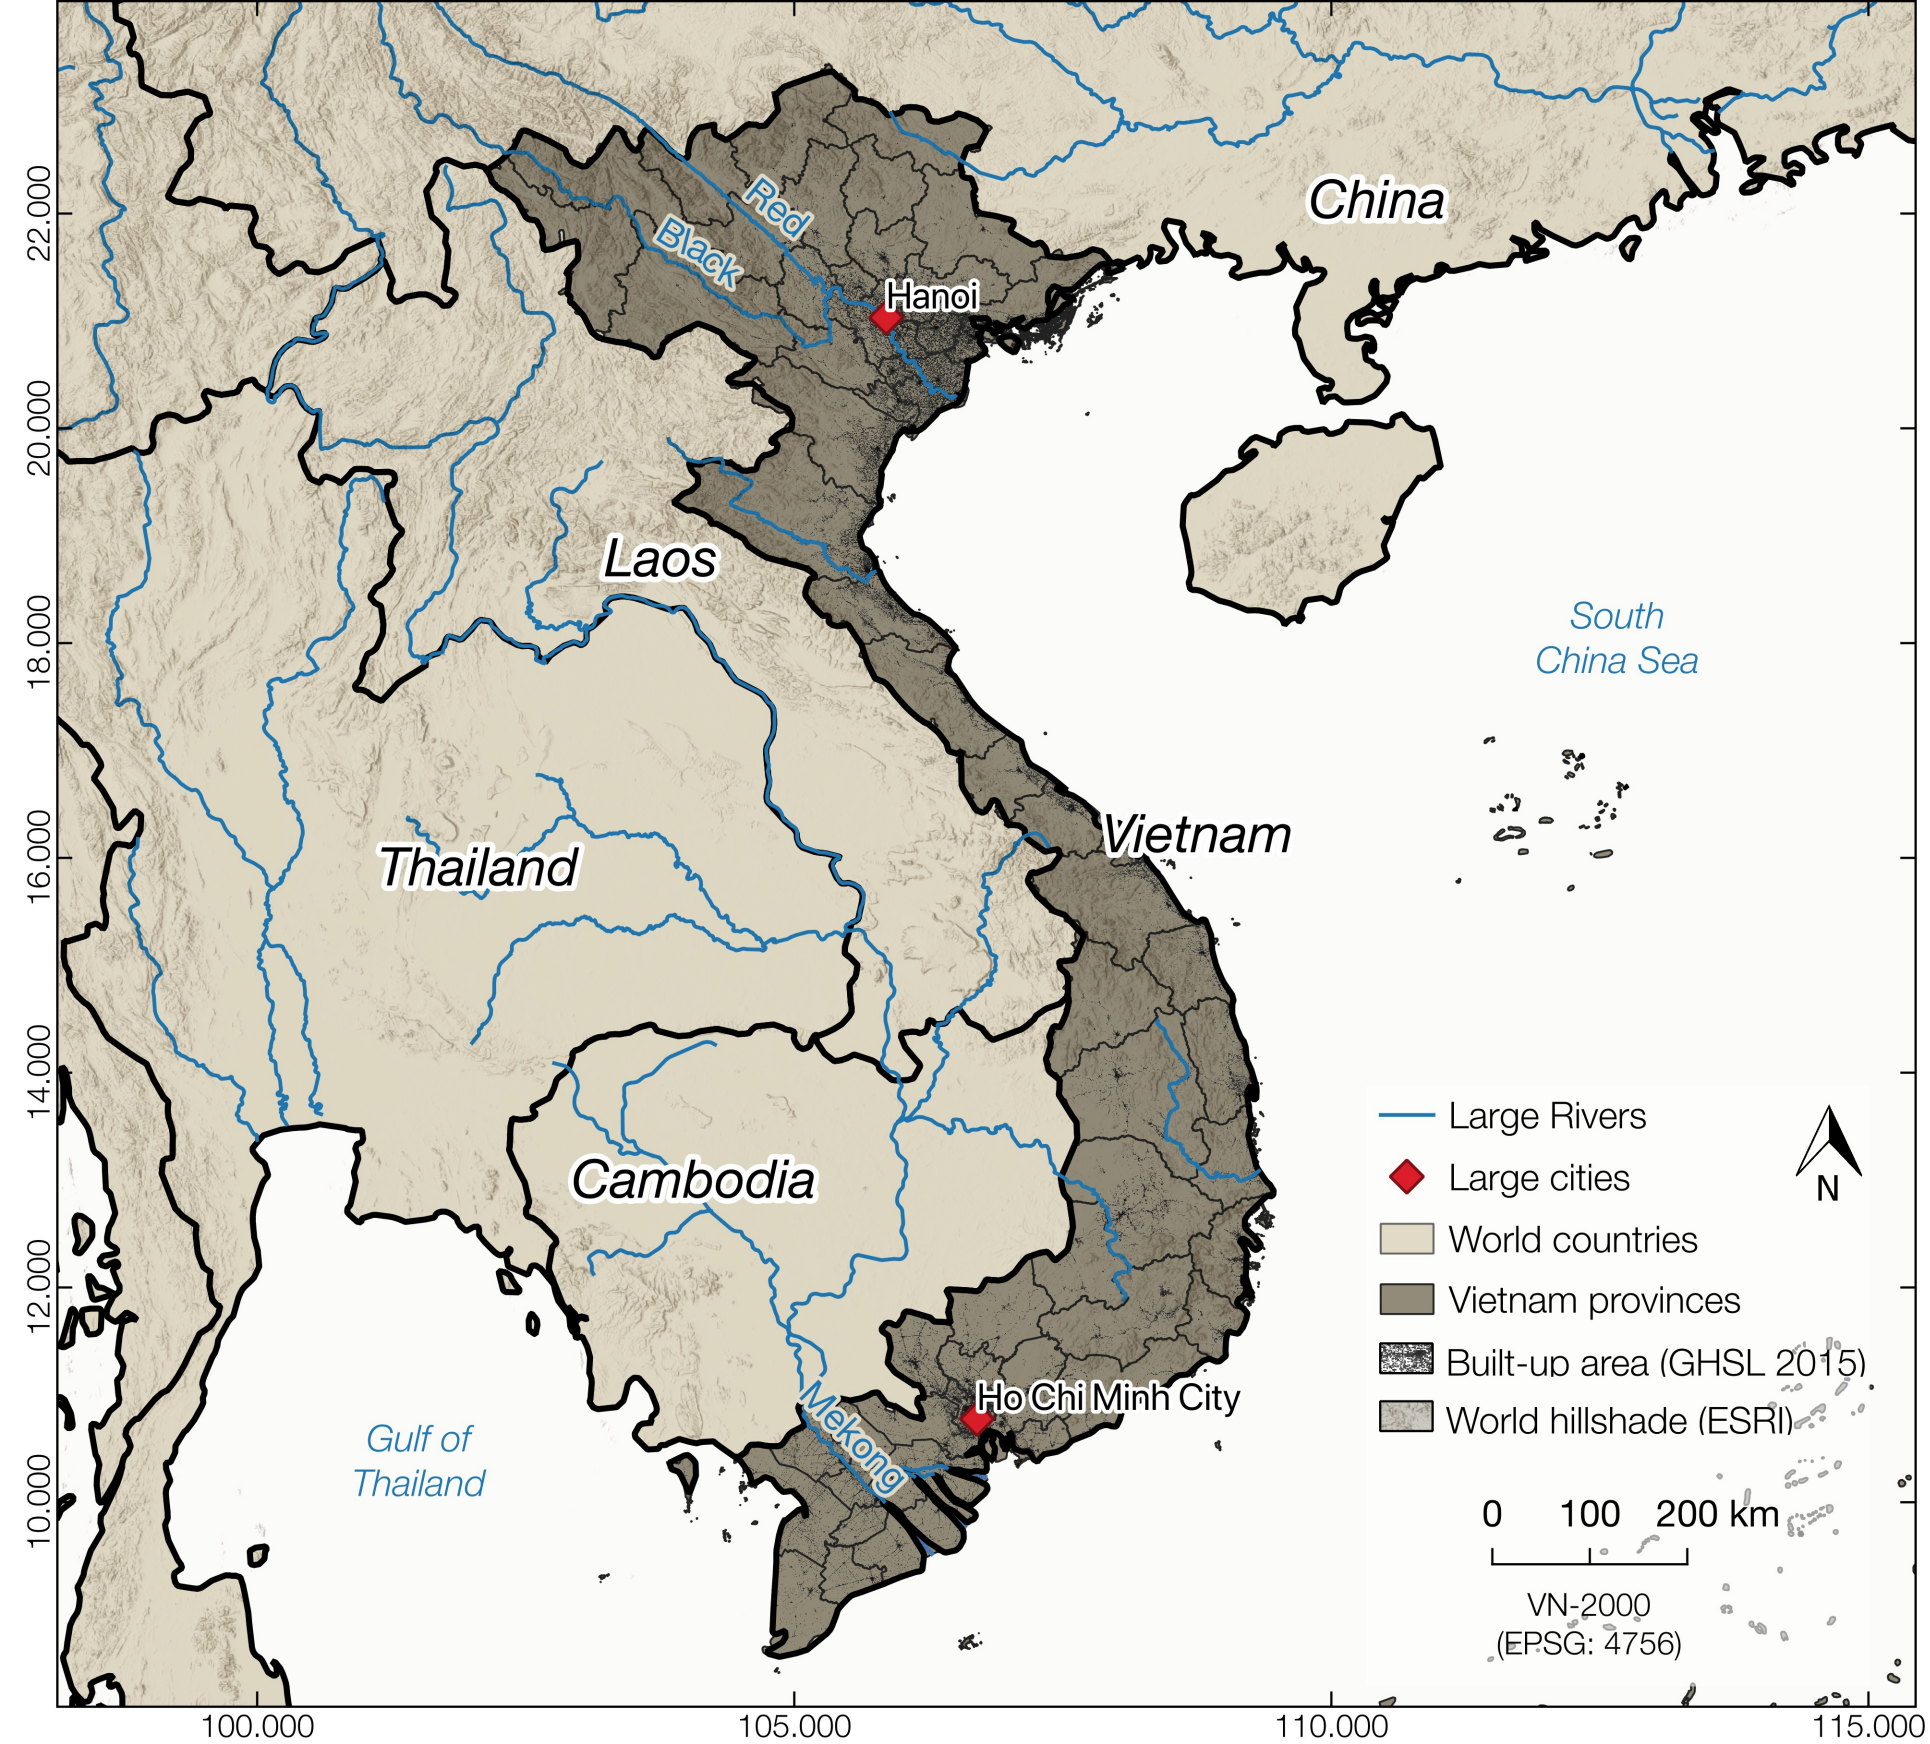 China
Red
Black
Hanoi
Laos
South
China Sea
Vietnam
Thailand
Cambodia
Ho Chi Minh City
Mekong
Gulf of
Thailand
Large Rivers
Large cities
World countries
Vietnam provinces
Built-up area (GHSL 2015)
World hillshade (ESRI)
N
0 100 200 km
VN-2000
(EPSG: 4756)
22.000
20.000
18.000
16.000
14.000
12.000
10.000
100.000 105.000 110.000 115.000